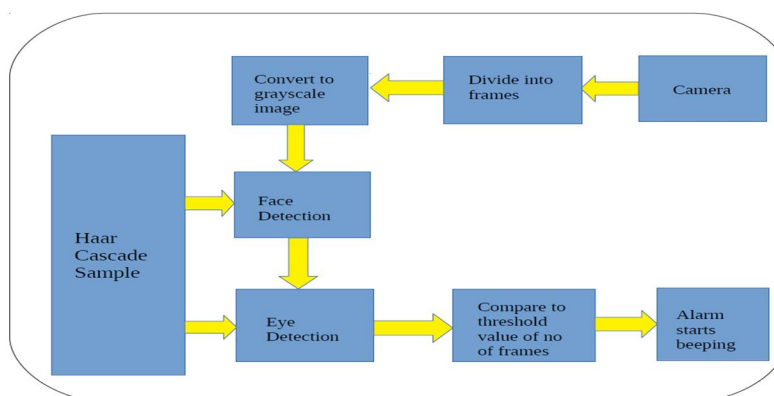 Convert to
grayscale
image
Divide into
frames
Camera
Haar
Cascade
Sample
Face
Detection
Eye
Detection
Compare to
threshold
value of no
of frames
Alarm
starts
beeping